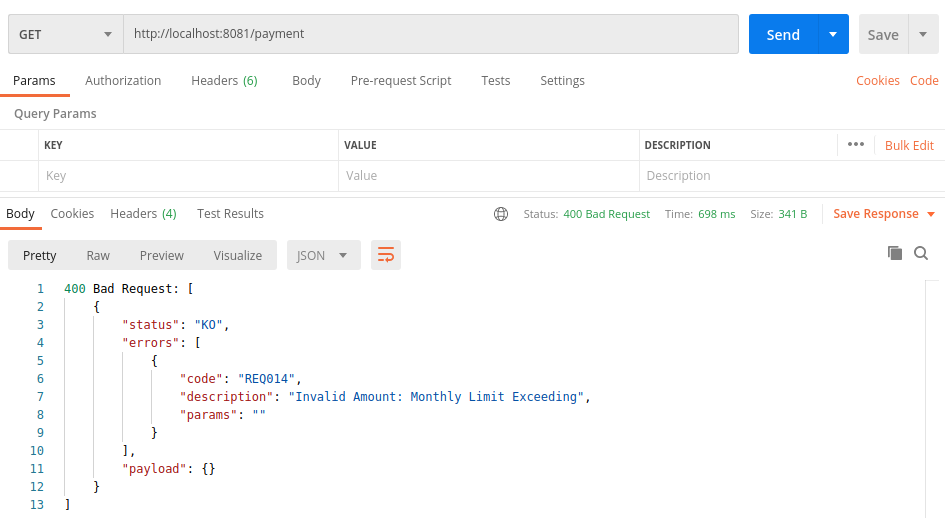 GET http://localhost:8081/payment Send Save
Params Authorization Headers (6) Body Pre-request Script Tests Settings Cookies Code
Query Params
KEY VALUE DESCRIPTION ••• Bulk Edit
Key Value Description
Body Cookies Headers (4) Test Results Status: 400 Bad Request Time: 698 ms Size: 341 B Save Response
Pretty Raw Preview Visualize JSON
1 400 Bad Request: [
2 {
3 "status": "KO",
4 "errors": [
5 {
6 "code": "REQ014",
7 "description": "Invalid Amount: Monthly Limit Exceeding",
8 "params": ""
9 }
10 ],
11 "payload": {}
12 }
13 ]